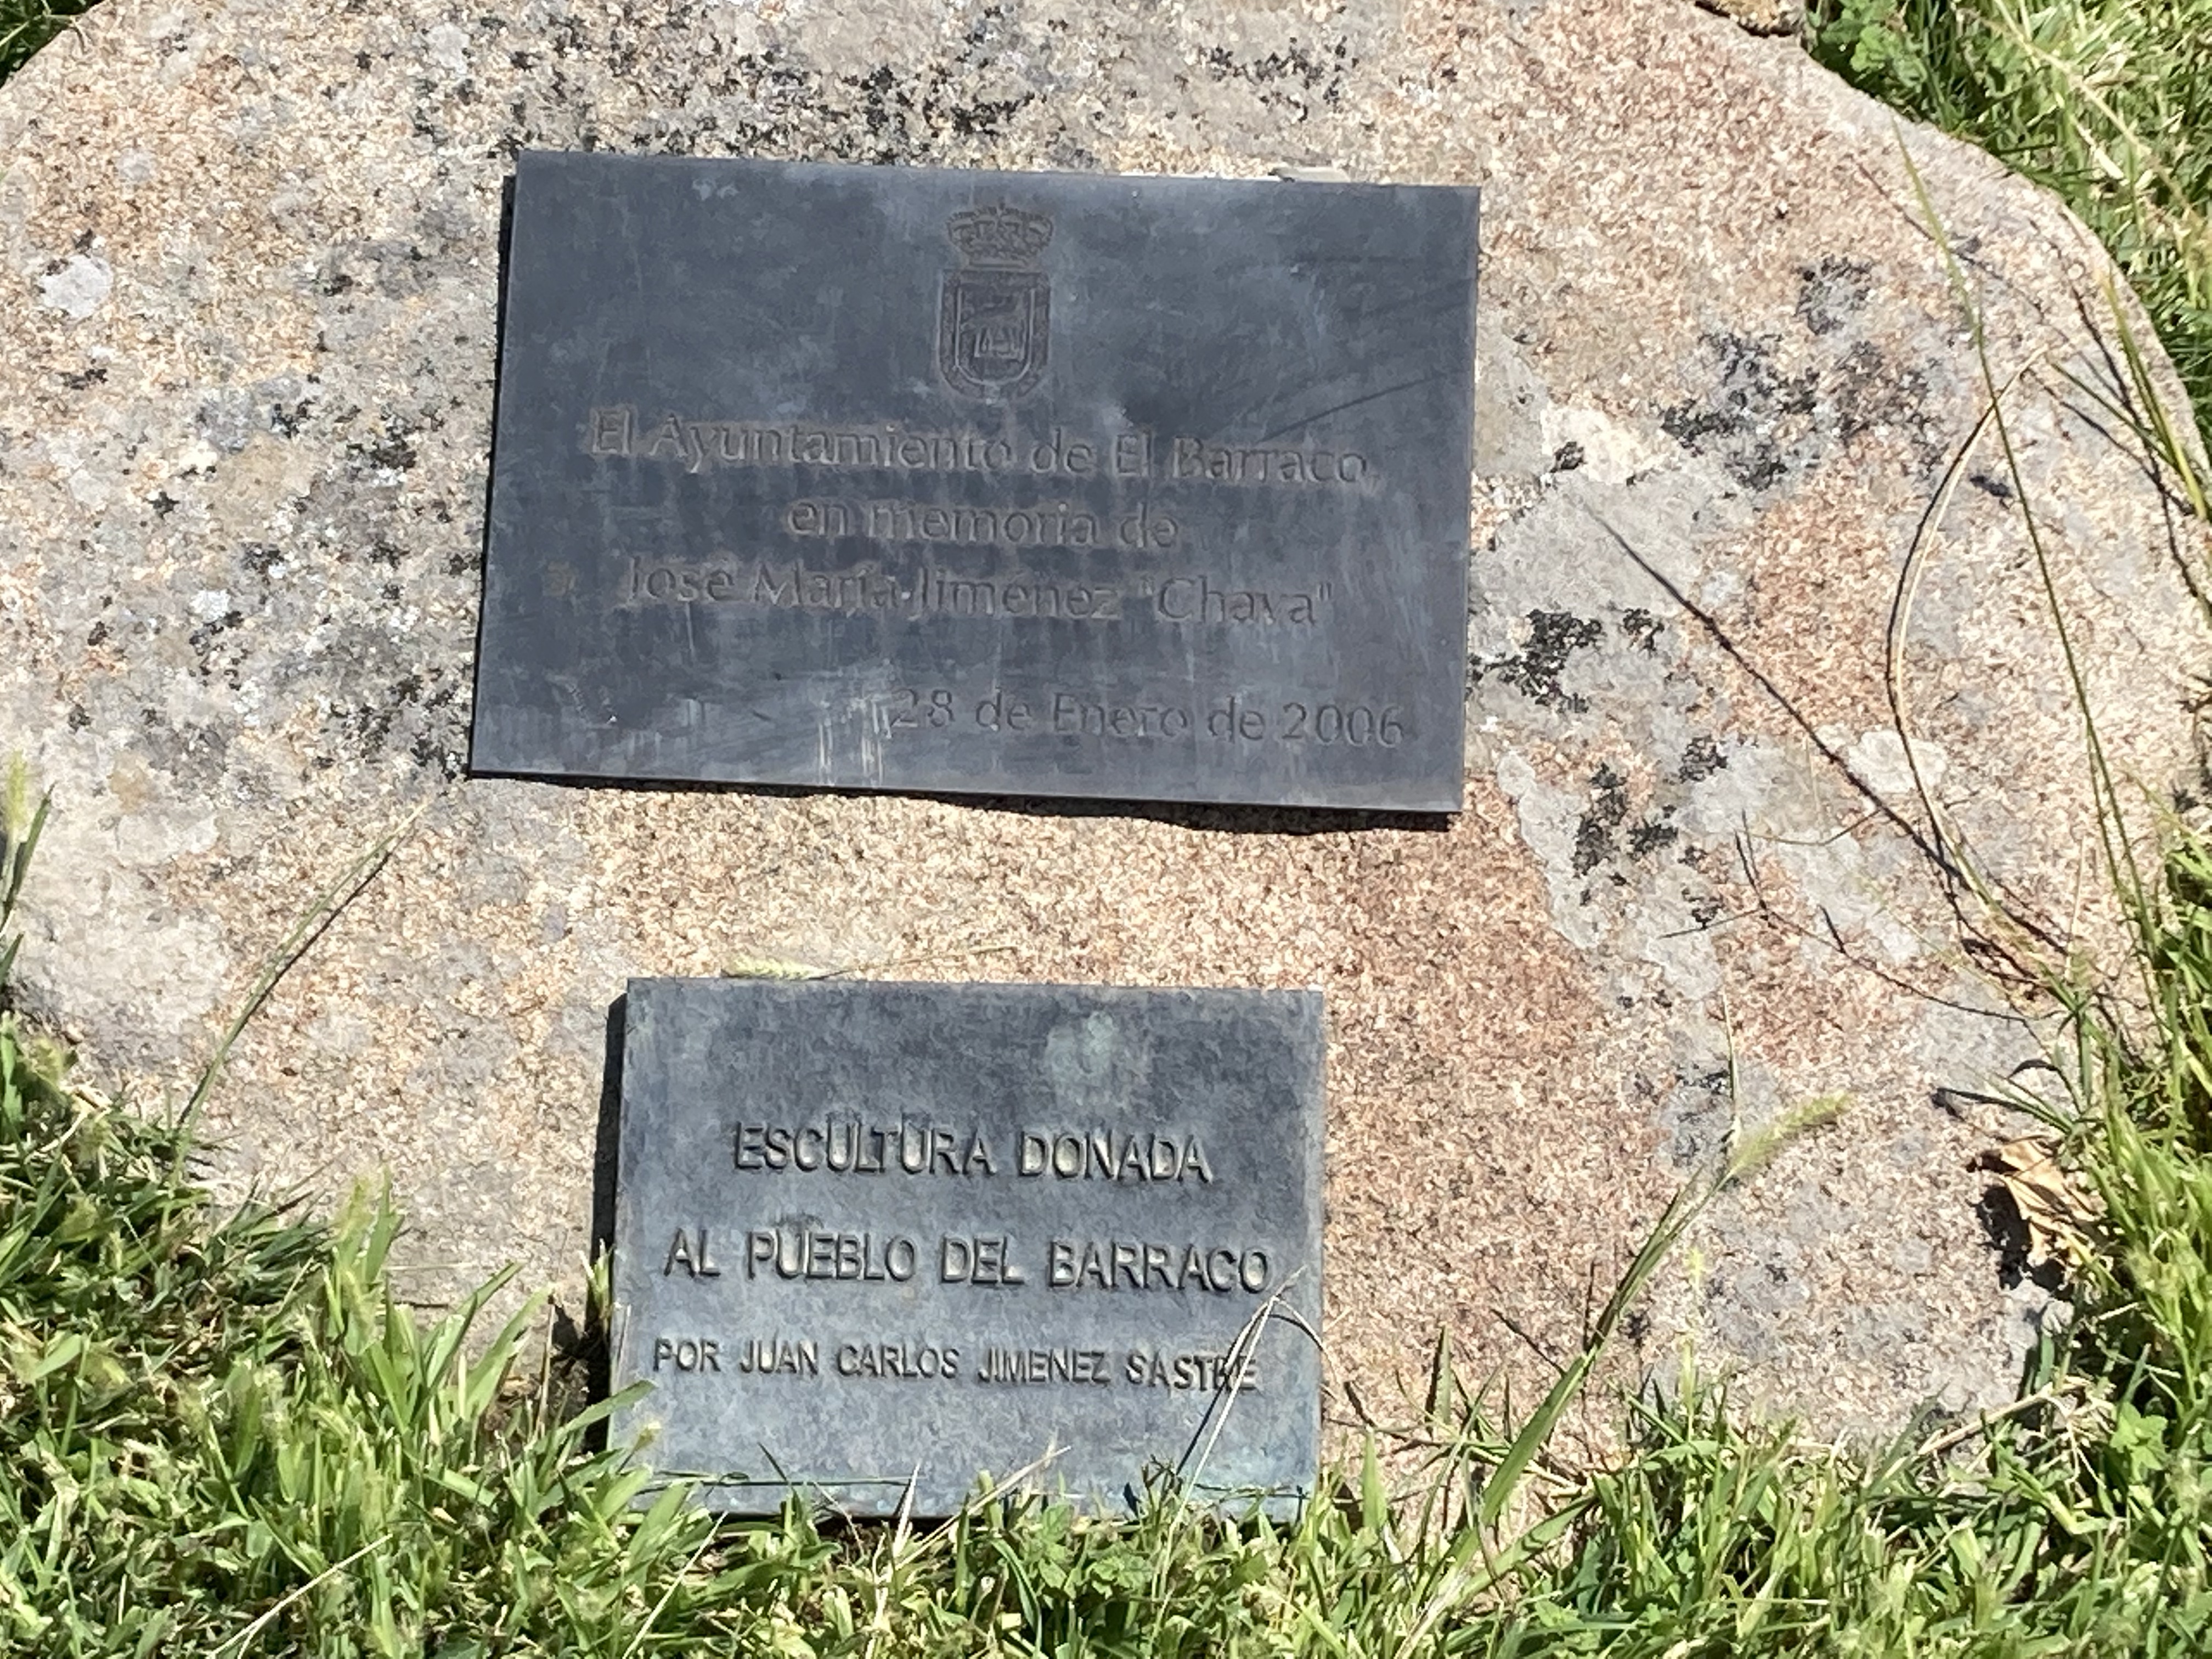 El Ayuntamiento de El Barraco,
en memoria de
José María Jiménez "Chava"
28 de Enero de 2006
ESCULTURA DONADA
AL PUEBLO DEL BARRACO
POR JUAN CARLOS JIMENEZ SASTRE